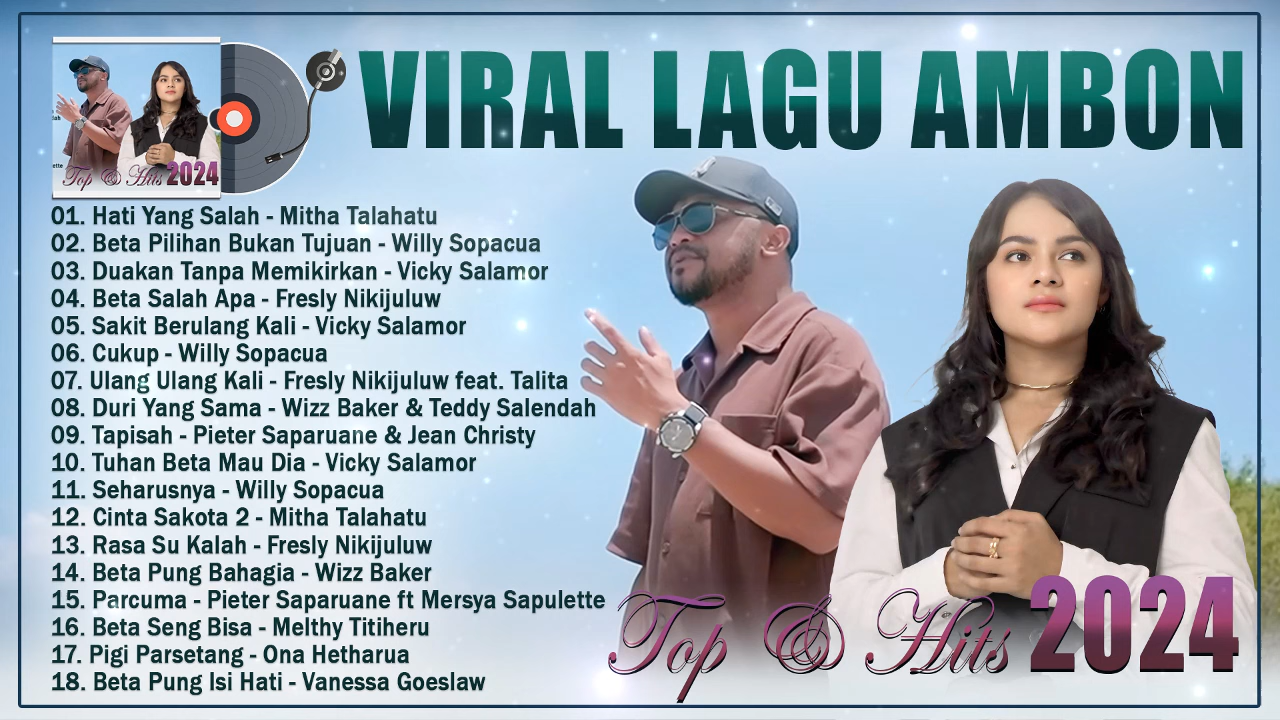 VIRAL LAGU AMBON
Top & Hits 2024
01. Hati Yang Salah - Mitha Talahatu
02. Beta Pilihan Bukan Tujuan - Willy Sopacua
03. Duakan Tanpa Memikirkan - Vicky Salamor
04. Beta Salah Apa - Fresly Nikijuluw
05. Sakit Berulang Kali - Vicky Salamor
06. Cukup - Willy Sopacua
07. Ulang Ulang Kali - Fresly Nikijuluw feat. Talita
08. Duri Yang Sama - Wizz Baker & Teddy Salendah
09. Tapisah - Pieter Saparuane & Jean Christy
10. Tuhan Beta Mau Dia - Vicky Salamor
11. Seharusnya - Willy Sopacua
12. Cinta Sakota 2 - Mitha Talahatu
13. Rasa Su Kalah - Fresly Nikijuluw
14. Beta Pung Bahagia - Wizz Baker
15. Parcuma - Pieter Saparuane ft Mersya Sapulette
16. Beta Seng Bisa - Melthy Titiheru
17. Pigi Parsetang - Ona Hetharua
18. Beta Pung Isi Hati - Vanessa Goeslaw
Top & Hits 2024